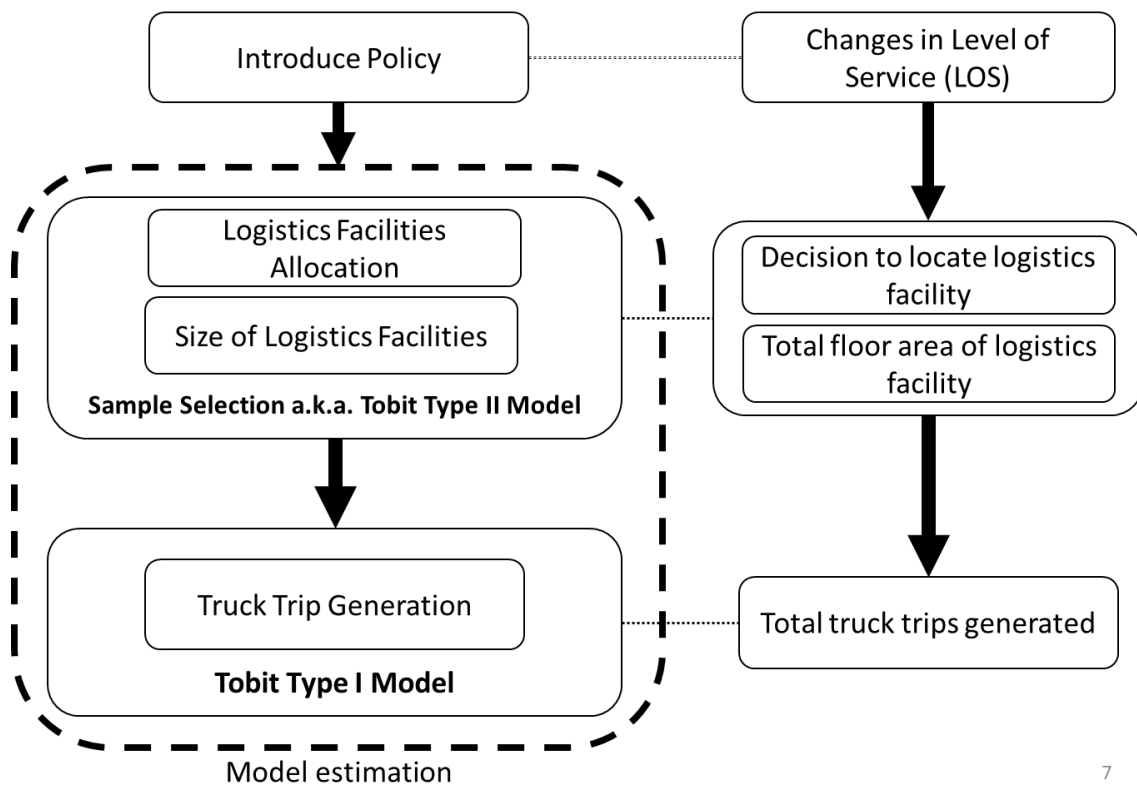 Introduce Policy
Changes in Level of
Service (LOS)
Logistics Facilities
Allocation
Size of Logistics Facilities
Sample Selection a.k.a. Tobit Type II Model
Decision to locate logistics
facility
Total floor area of logistics
facility
Truck Trip Generation
Tobit Type I Model
Total truck trips generated
Model estimation
7